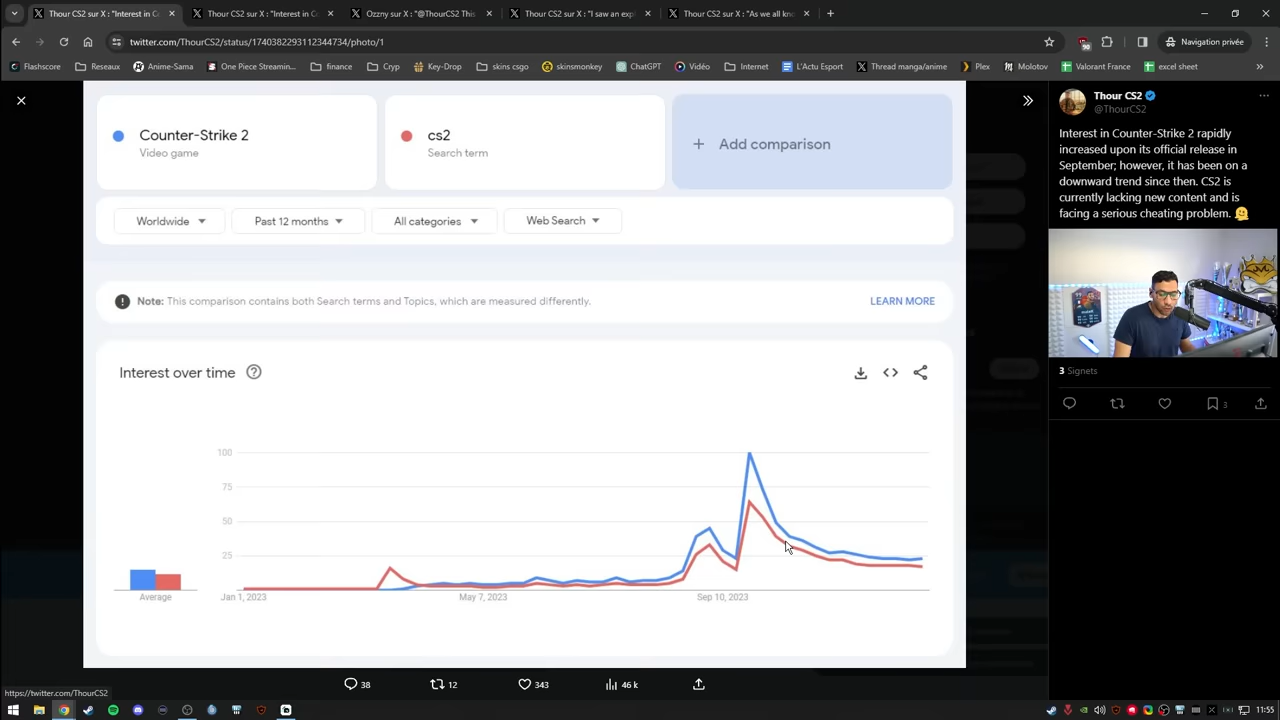 Thour CS2 sur X : "Interest in C
Thour CS2 sur X : "Interest in C
Ozzny sur X : "@ThourCS2 This
Thour CS2 sur X : "I saw an exp
Thour CS2 sur X : "As we all kno
twitter.com/ThourCS2/status/1740382293112344734/photo/1
90
Navigation privée
Flashscore
Reseaux
Anime-Sama
One Piece Streamin...
finance
Cryp
Key-Drop
skins csgo
skinsmonkey
ChatGPT
Vidéo
Internet
L'Actu Esport
Thread manga/anime
Plex
Molotov
Valorant France
excel sheet
Counter-Strike 2
Video game
cs2
Search term
+ Add comparison
Worldwide
Past 12 months
All categories
Web Search
Note: This comparison contains both Search terms and Topics, which are measured differently.
LEARN MORE
Interest over time
100
75
50
25
Average
Jan 1, 2023
May 7, 2023
Sep 10, 2023
38
12
343
46 k
Thour CS2
@ThourCS2
Interest in Counter-Strike 2 rapidly
increased upon its official release in
September; however, it has been on a
downward trend since then. CS2 is
currently lacking new content and is
facing a serious cheating problem.
3 Signets
3
https://twitter.com/ThourCS2
11:55